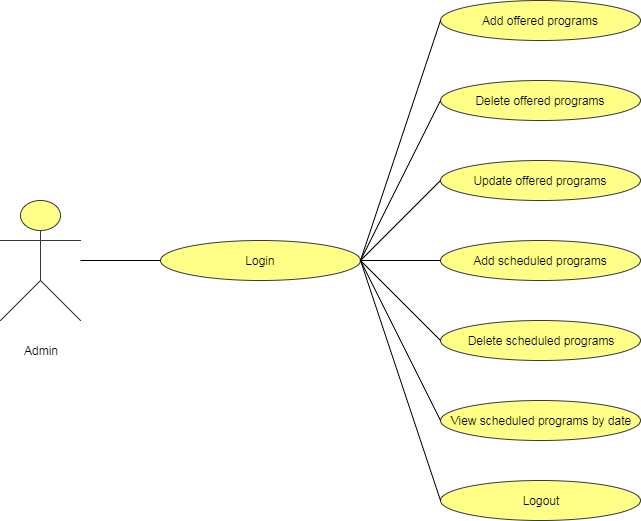 Add offered programs
Delete offered programs
Update offered programs
Login
Add scheduled programs
Delete scheduled programs
Admin
View scheduled programs by date
Logout